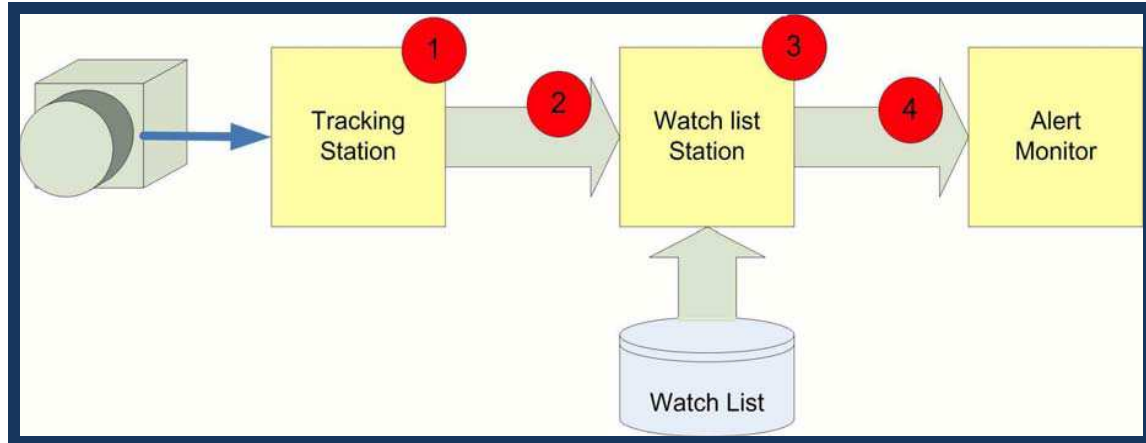 1
2
3
4
Tracking
Station
Watch list
Station
Alert
Monitor
Watch List